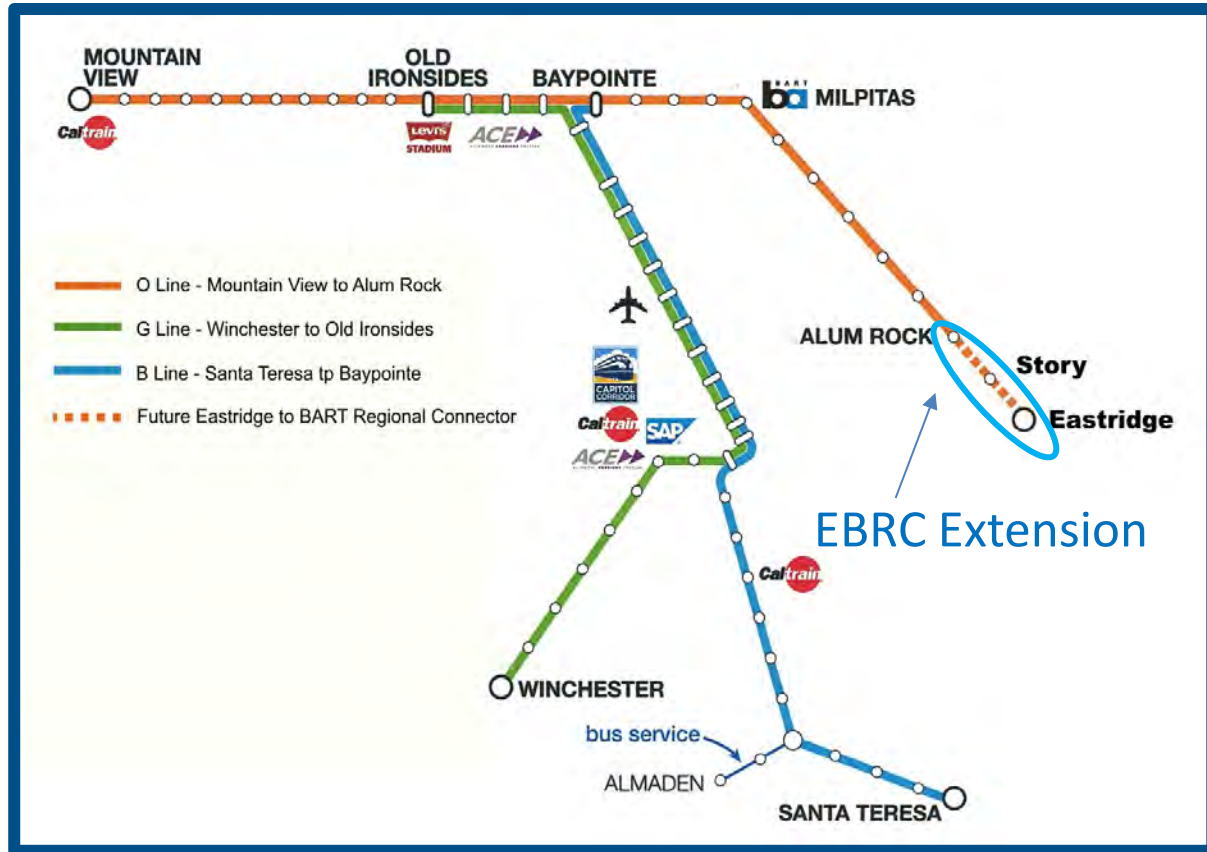 MOUNTAIN
VIEW
OLD
IRONSIDES
BAYPOINTE
BART
ba MILPITAS
Caltrain
LEVI'S
STADIUM
ACE
O Line - Mountain View to Alum Rock
G Line - Winchester to Old Ironsides
B Line - Santa Teresa tp Baypointe
Future Eastridge to BART Regional Connector
ALUM ROCK
Story
Eastridge
CAPITOL
CORRIDOR
Caltrain
SAP
ACE
EBRC Extension
Caltrain
WINCHESTER
bus service
ALMADEN
SANTA TERESA